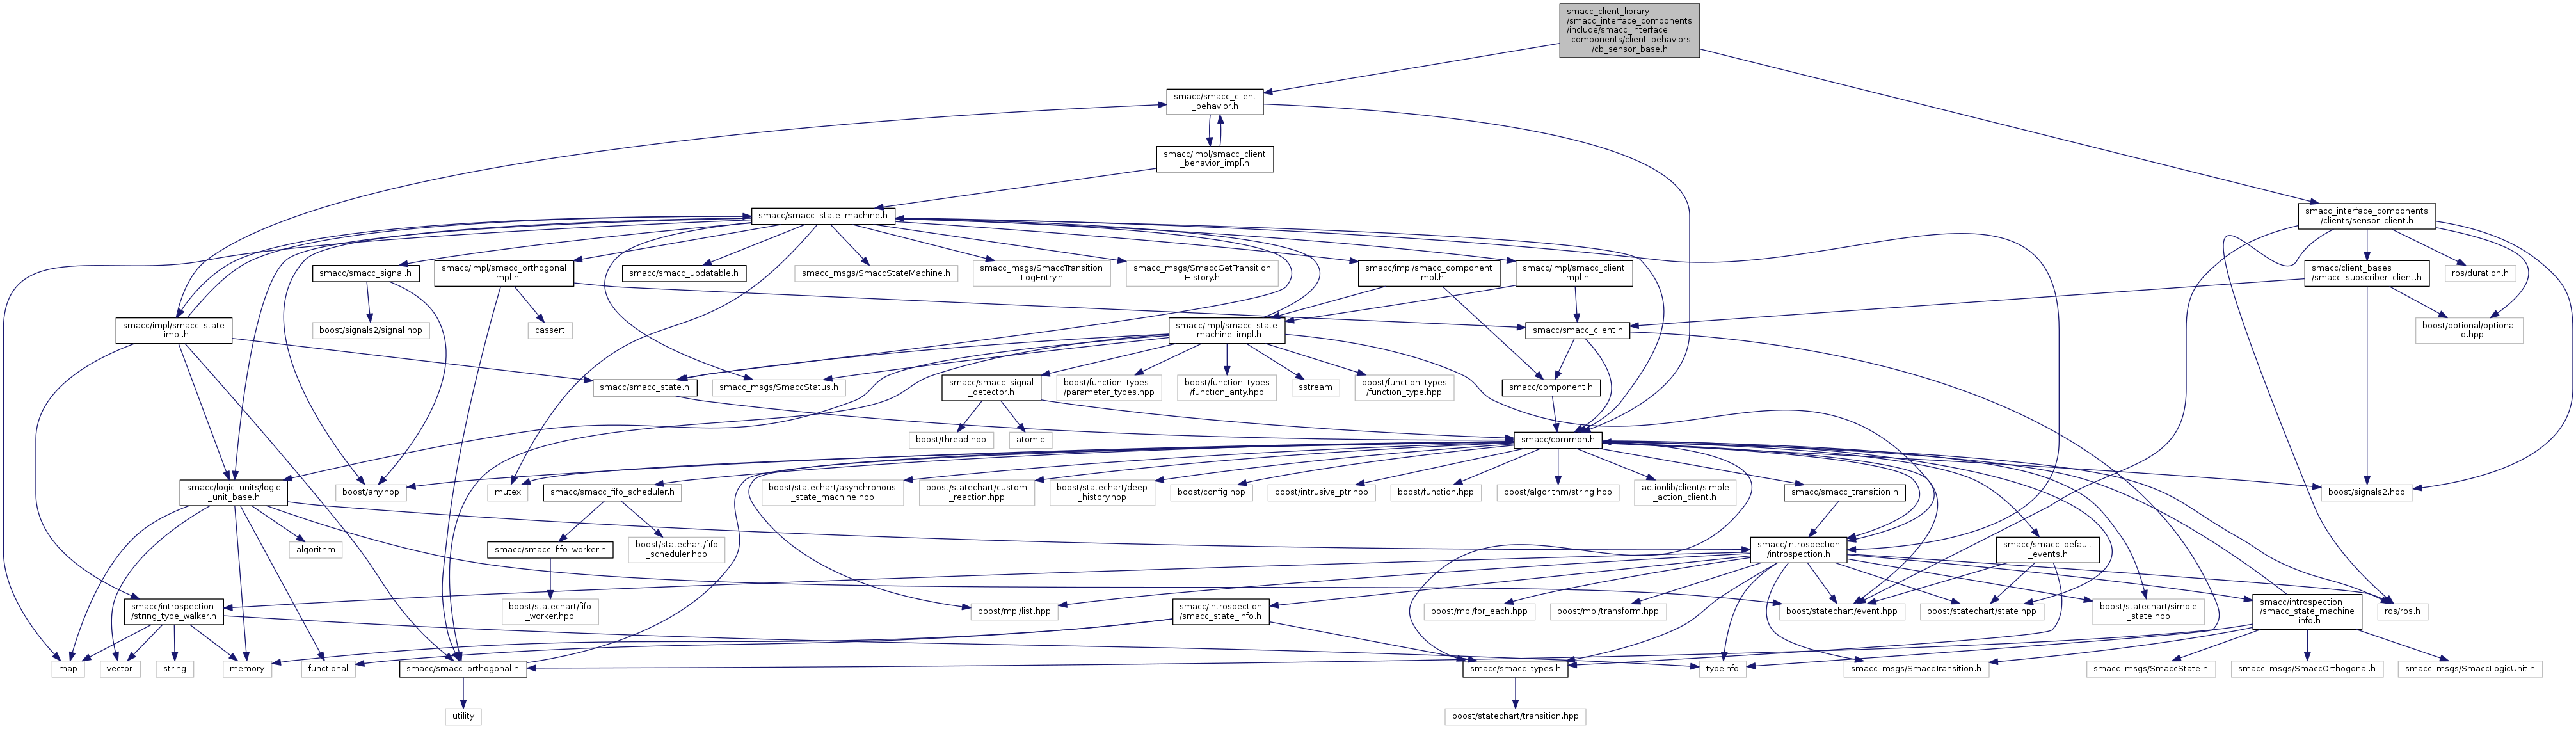 smacc_client_library
/smacc_interface_components
/include/smacc_interface
_components/client_behaviors
/cb_sensor_base.h
smacc/smacc_client
_behavior.h
smacc/impl/smacc_client
_behavior_impl.h
smacc/smacc_state_machine.h
smacc_interface_components
/clients/sensor_client.h
smacc/smacc_signal.h
smacc/impl/smacc_orthogonal
_impl.h
smacc/smacc_updatable.h
smacc_msgs/SmaccStateMachine.h
smacc_msgs/SmaccTransition
LogEntry.h
smacc_msgs/SmaccGetTransition
History.h
smacc/impl/smacc_component
_impl.h
smacc/impl/smacc_client
_impl.h
smacc/client_bases
/smacc_subscriber_client.h
ros/duration.h
smacc/impl/smacc_state
_impl.h
boost/signals2/signal.hpp
cassert
smacc/impl/smacc_state
_machine_impl.h
smacc/smacc_client.h
boost/optional/optional
_io.hpp
smacc/smacc_state.h
smacc_msgs/SmaccStatus.h
smacc/smacc_signal
_detector.h
boost/function_types
/parameter_types.hpp
boost/function_types
/function_arity.hpp
sstream
boost/function_types
/function_type.hpp
smacc/component.h
boost/thread.hpp
atomic
smacc/common.h
smacc/logic_units/logic
_unit_base.h
boost/any.hpp
mutex
smacc/smacc_fifo_scheduler.h
boost/statechart/asynchronous
_state_machine.hpp
boost/statechart/custom
_reaction.hpp
boost/statechart/deep
_history.hpp
boost/config.hpp
boost/intrusive_ptr.hpp
boost/function.hpp
boost/algorithm/string.hpp
actionlib/client/simple
_action_client.h
smacc/smacc_transition.h
boost/signals2.hpp
algorithm
smacc/smacc_fifo_worker.h
boost/statechart/fifo
_scheduler.hpp
smacc/introspection
/introspection.h
smacc/smacc_default
_events.h
smacc/introspection
/string_type_walker.h
boost/statechart/fifo
_worker.hpp
boost/mpl/list.hpp
smacc/introspection
/smacc_state_info.h
boost/mpl/for_each.hpp
boost/mpl/transform.hpp
boost/statechart/event.hpp
boost/statechart/state.hpp
boost/statechart/simple
_state.hpp
smacc/introspection
/smacc_state_machine
_info.h
ros/ros.h
map
vector
string
memory
functional
smacc/smacc_orthogonal.h
smacc/smacc_types.h
typeinfo
smacc_msgs/SmaccTransition.h
smacc_msgs/SmaccState.h
smacc_msgs/SmaccOrthogonal.h
smacc_msgs/SmaccLogicUnit.h
utility
boost/statechart/transition.hpp